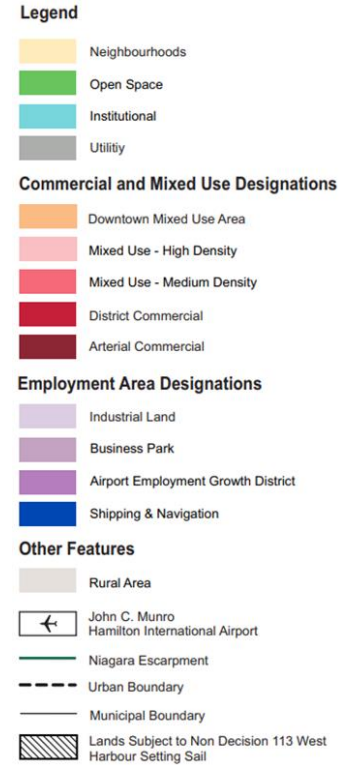 Legend
Neighbourhoods
Open Space
Institutional
Utilitiy
Commercial and Mixed Use Designations
Downtown Mixed Use Area
Mixed Use - High Density
Mixed Use - Medium Density
District Commercial
Arterial Commercial
Employment Area Designations
Industrial Land
Business Park
Airport Employment Growth District
Shipping & Navigation
Other Features
Rural Area
John C. Munro
Hamilton International Airport
Niagara Escarpment
Urban Boundary
Municipal Boundary
Lands Subject to Non Decision 113 West
Harbour Setting Sail